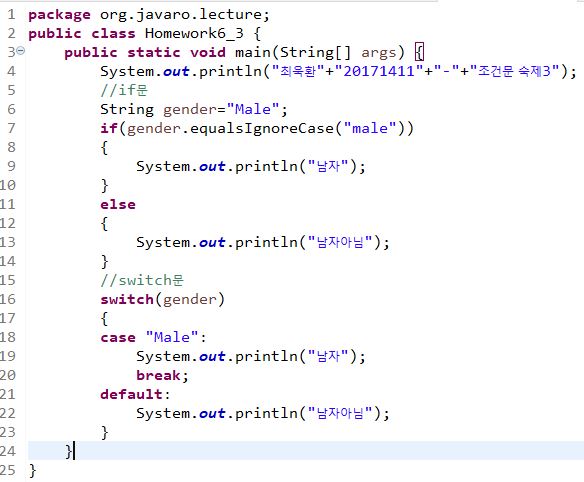 1 package org.javaro.lecture;
2 public class Homework6_3 {
3 public static void main(String[] args) {
4 System.out.println("최욱환"+"20171411"+"-"+"조건문 숙제3");
5 //if문
6 String gender="Male";
7 if(gender.equalsIgnoreCase("male"))
8 {
9 System.out.println("남자");
10 }
11 else
12 {
13 System.out.println("남자아님");
14 }
15 //switch문
16 switch(gender)
17 {
18 case "Male":
19 System.out.println("남자");
20 break;
21 default:
22 System.out.println("남자아님");
23 }
24 }
25 }